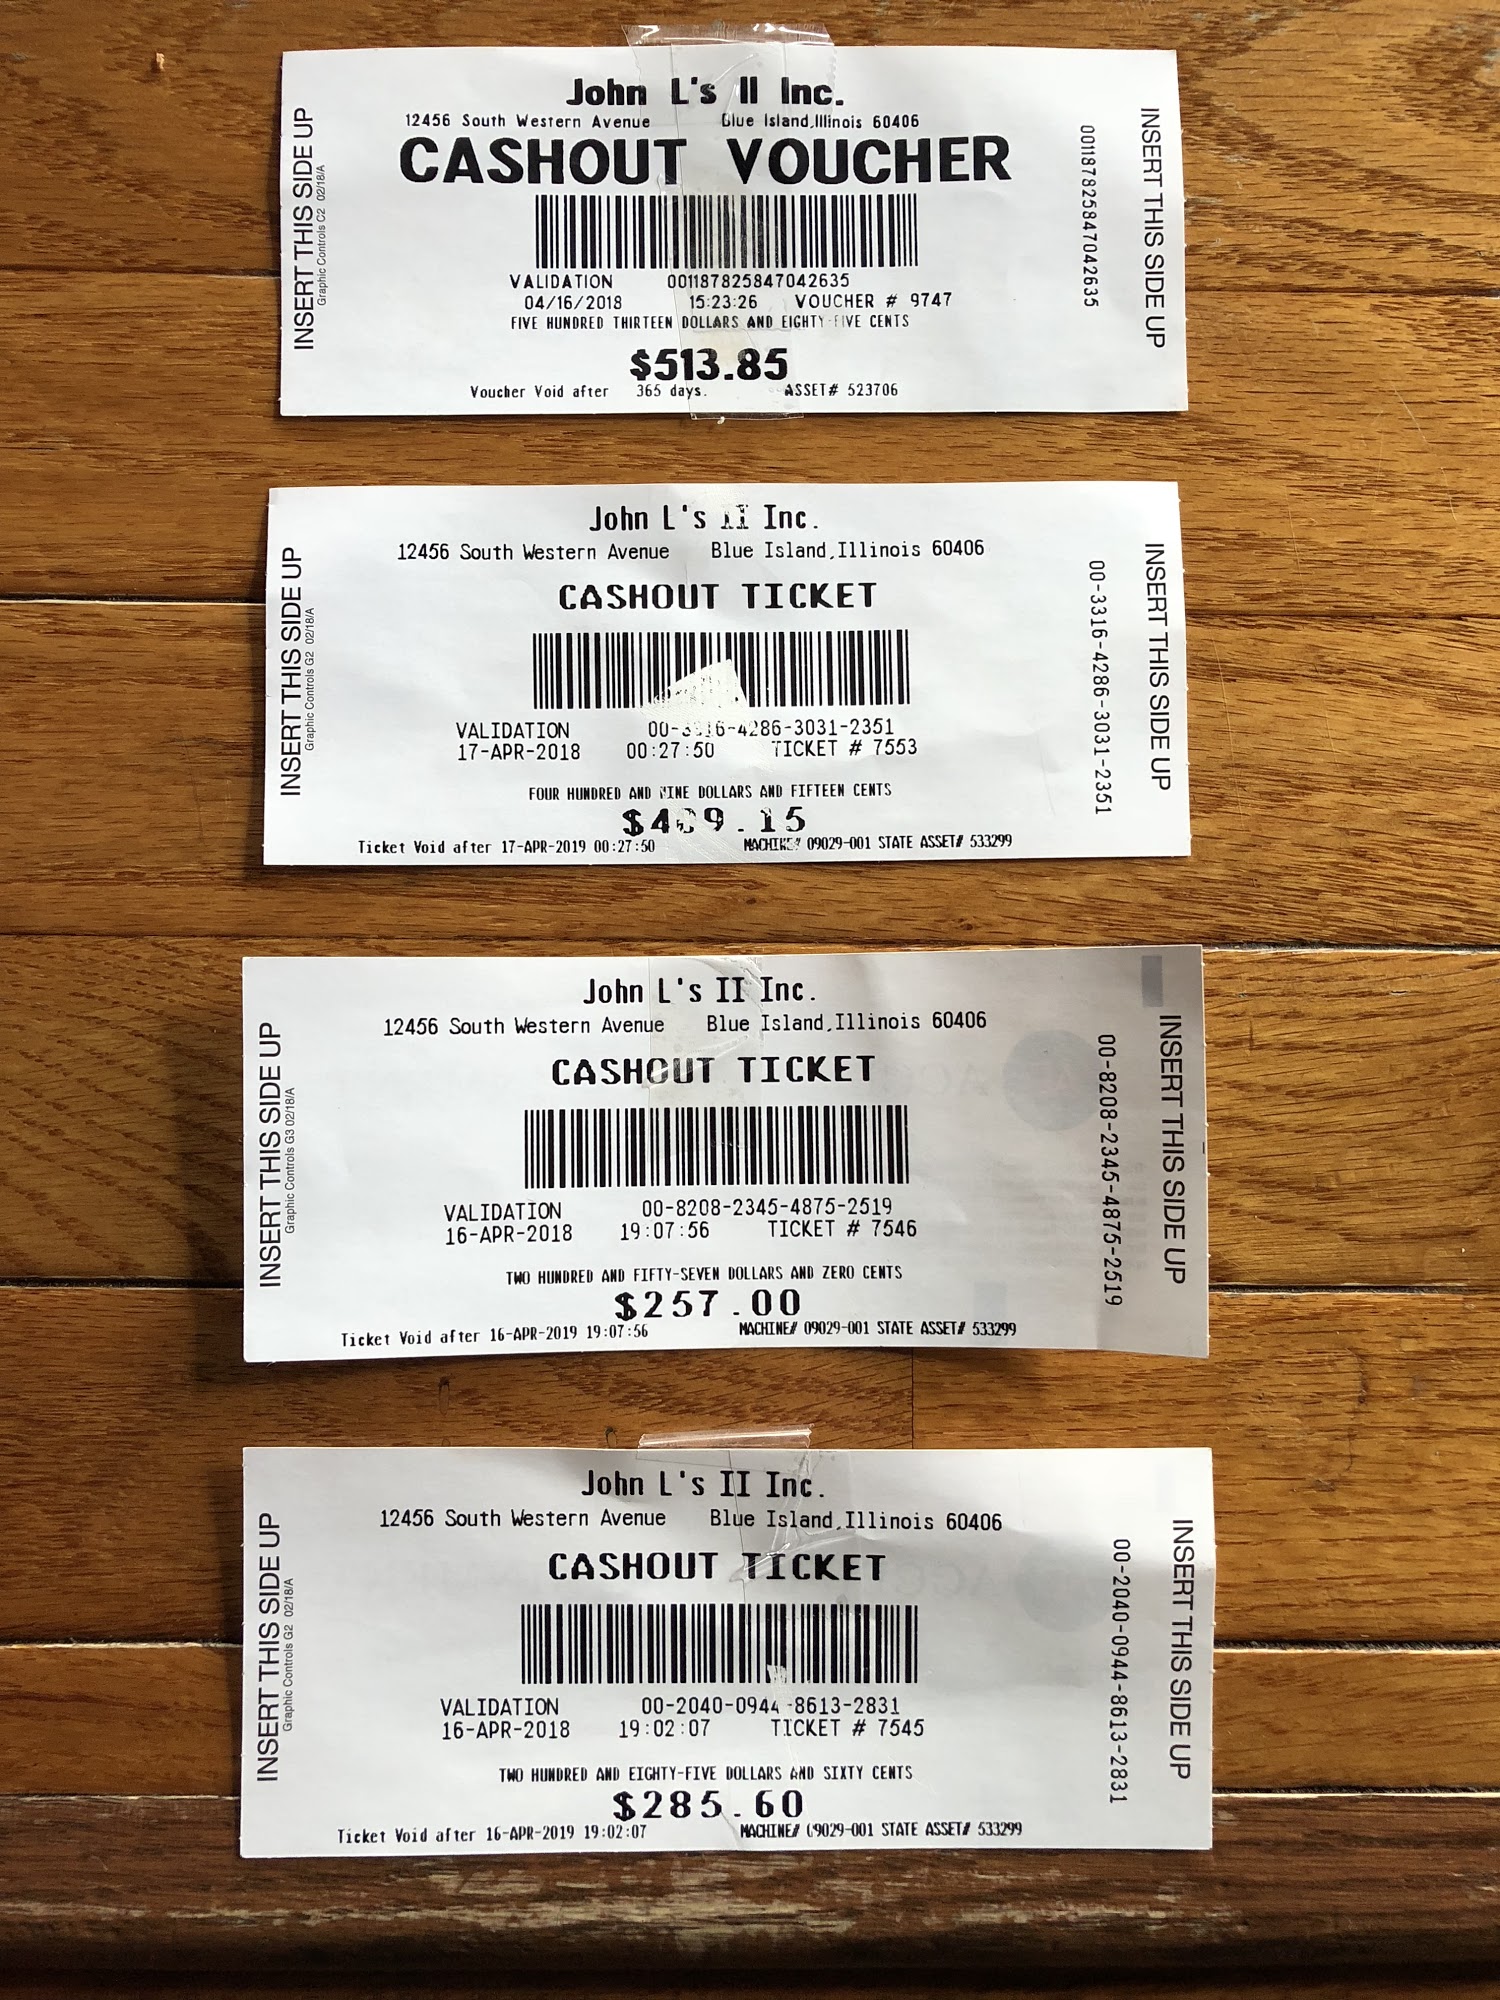 John L's II Inc.
12456 South Western Avenue Blue Island,Illinois 60406
CASHOUT VOUCHER
VALIDATION 001187825847042635
04/16/2018 15:23:26 VOUCHER # 9747
FIVE HUNDRED THIRTEEN DOLLARS AND EIGHTY-FIVE CENTS
$513.85
Voucher Void after 365 days. ASSET# 523706
INSERT THIS SIDE UP
Graphic Controls C2 02/18/A
001187825847042635
INSERT THIS SIDE UP
John L's II Inc.
12456 South Western Avenue Blue Island,Illinois 60406
CASHOUT TICKET
VALIDATION 00-3316-4286-3031-2351
17-APR-2018 00:27:50 TICKET # 7553
FOUR HUNDRED AND NINE DOLLARS AND FIFTEEN CENTS
$409.15
Ticket Void after 17-APR-2019 00:27:50 MACHINE# 09029-001 STATE ASSET# 533299
INSERT THIS SIDE UP
Graphic Controls G2 02/18/A
00-3316-4286-3031-2351
INSERT THIS SIDE UP
John L's II Inc.
12456 South Western Avenue Blue Island,Illinois 60406
CASHOUT TICKET
VALIDATION 00-8208-2345-4875-2519
16-APR-2018 19:07:56 TICKET # 7546
TWO HUNDRED AND FIFTY-SEVEN DOLLARS AND ZERO CENTS
$257.00
Ticket Void after 16-APR-2019 19:07:56 MACHINE# 09029-001 STATE ASSET# 533299
INSERT THIS SIDE UP
Graphic Controls G3 02/18/A
00-8208-2345-4875-2519
INSERT THIS SIDE UP
John L's II Inc.
12456 South Western Avenue Blue Island,Illinois 60406
CASHOUT TICKET
VALIDATION 00-2040-0944-8613-2831
16-APR-2018 19:02:07 TICKET # 7545
TWO HUNDRED AND EIGHTY-FIVE DOLLARS AND SIXTY CENTS
$285.60
Ticket Void after 16-APR-2019 19:02:07 MACHINE# 09029-001 STATE ASSET# 533299
INSERT THIS SIDE UP
Graphic Controls G2 02/18/A
00-2040-0944-8613-2831
INSERT THIS SIDE UP